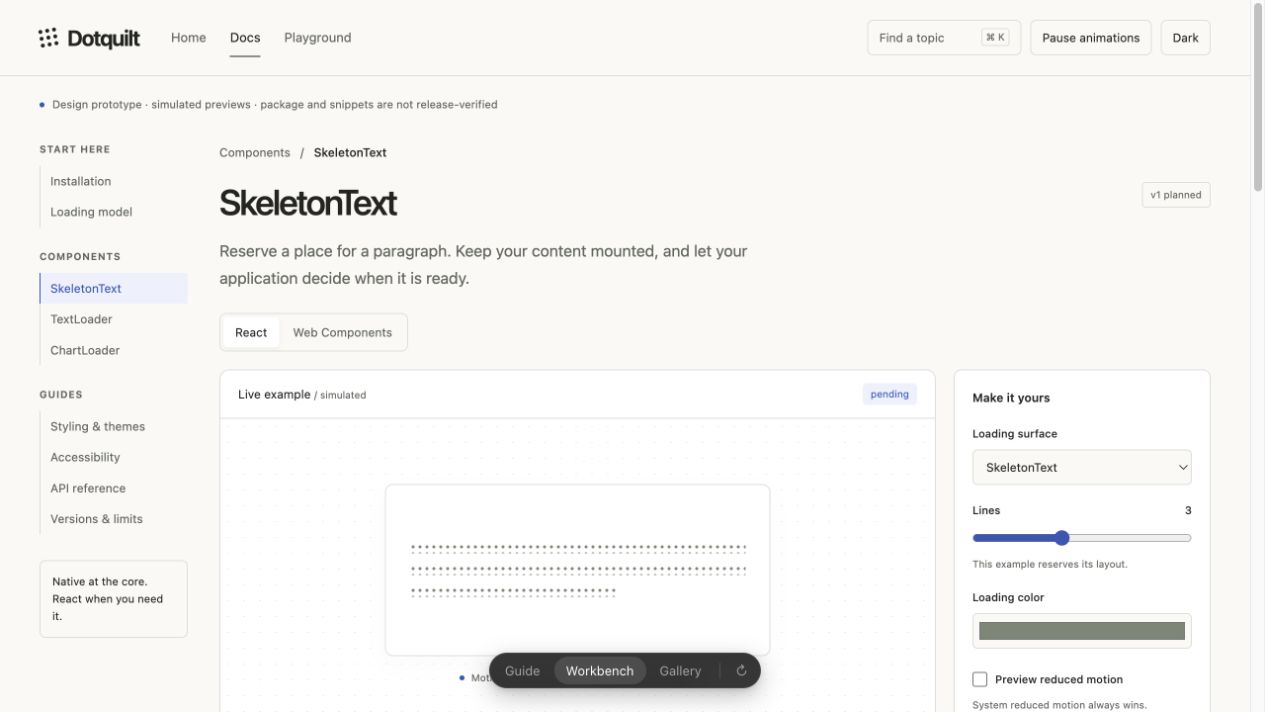 Dotquilt
Home
Docs
Playground
Find a topic
⌘ K
Pause animations
Dark
Design prototype · simulated previews · package and snippets are not release-verified
START HERE
Installation
Loading model
COMPONENTS
SkeletonText
TextLoader
ChartLoader
GUIDES
Styling & themes
Accessibility
API reference
Versions & limits
Native at the core.
React when you need
it.
Components / SkeletonText
SkeletonText
v1 planned
Reserve a place for a paragraph. Keep your content mounted, and let your
application decide when it is ready.
React
Web Components
Live example / simulated
pending
Guide
Workbench
Gallery
Make it yours
Loading surface
SkeletonText
Lines
3
This example reserves its layout.
Loading color
Preview reduced motion
System reduced motion always wins.